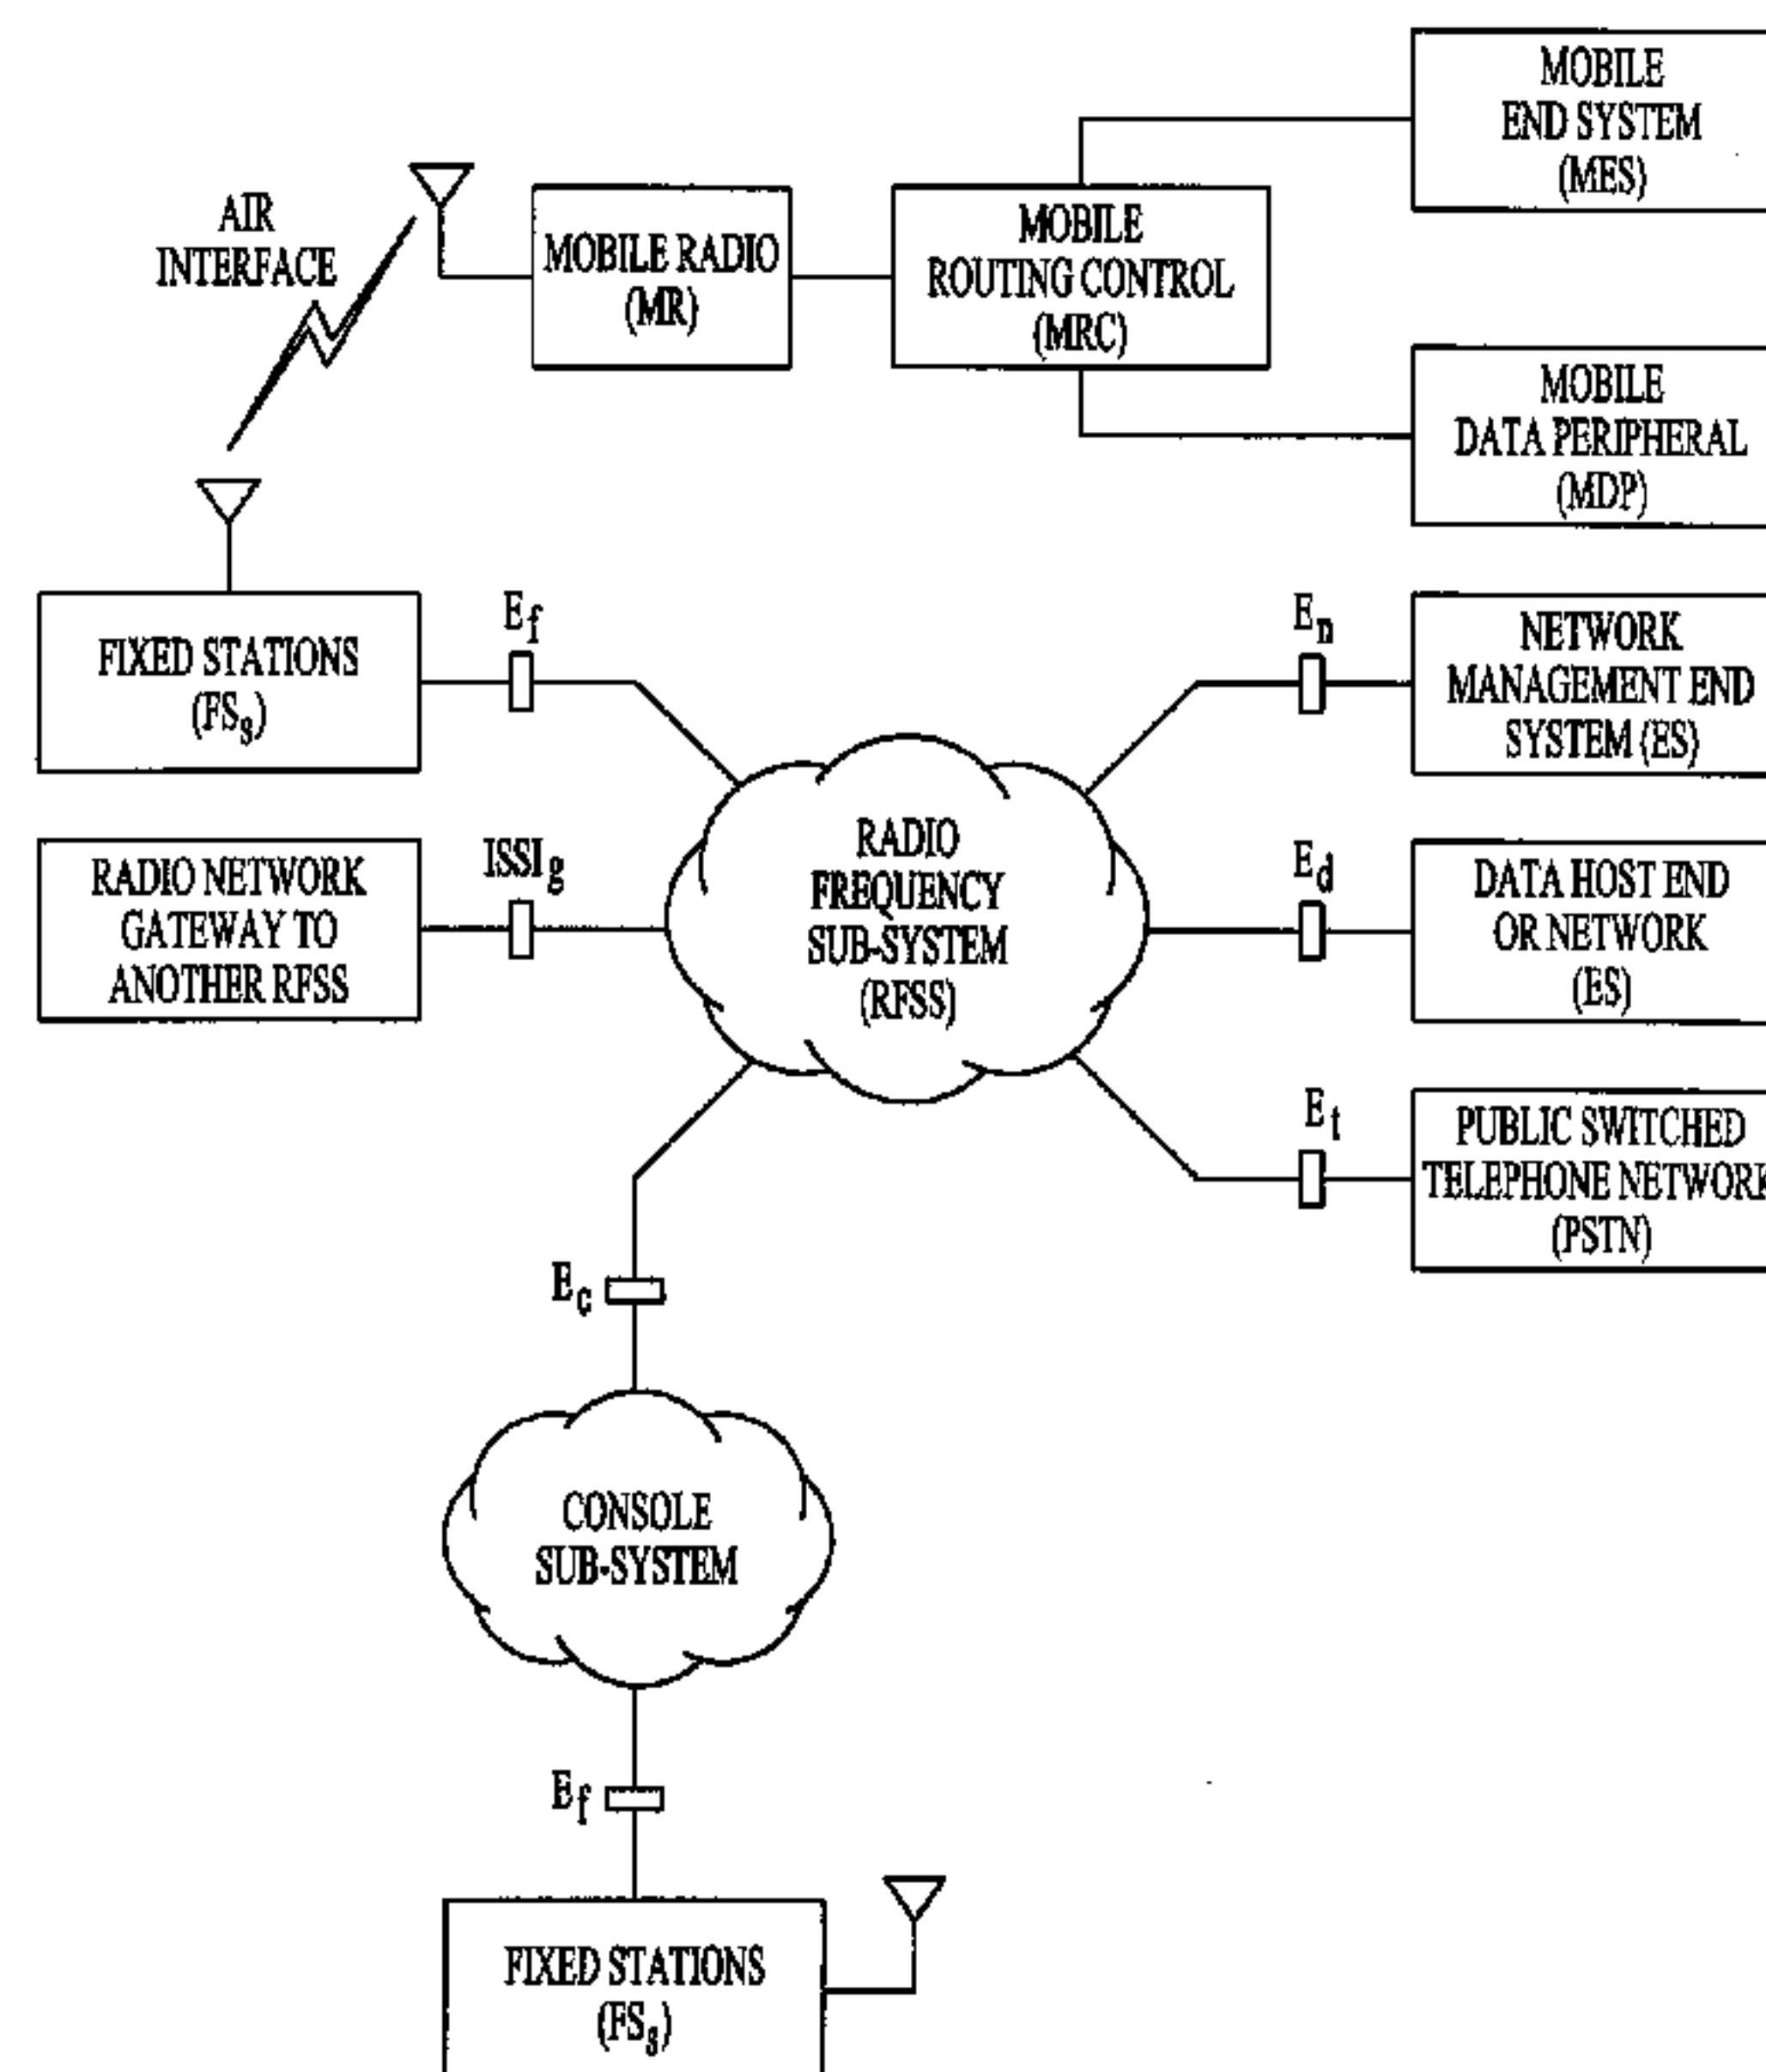 MOBILE
END SYSTEM
(MES)
AIR
INTERFACE
MOBILE RADIO
(MR)
MOBILE
ROUTING CONTROL
(MRC)
MOBILE
DATA PERIPHERAL
(MDP)
FIXED STATIONS
(FSs)
Ef
En
NETWORK
MANAGEMENT END
SYSTEM (ES)
RADIO NETWORK
GATEWAY TO
ANOTHER RFSS
ISSIg
RADIO
FREQUENCY
SUB-SYSTEM
(RFSS)
Ed
DATA HOST END
OR NETWORK
(ES)
Et
PUBLIC SWITCHED
TELEPHONE NETWORK
(PSTN)
Ec
CONSOLE
SUB-SYSTEM
Ef
FIXED STATIONS
(FSs)